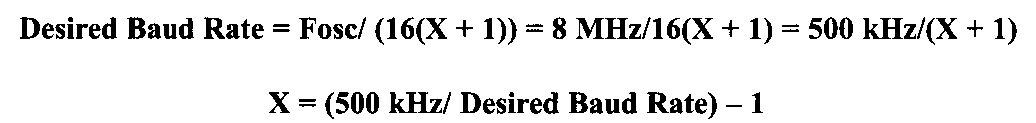 Desired Baud Rate = Fosc/ (16(X + 1)) = 8 MHz/16(X + 1) = 500 kHz/(X + 1)
X = (500 kHz/ Desired Baud Rate) – 1